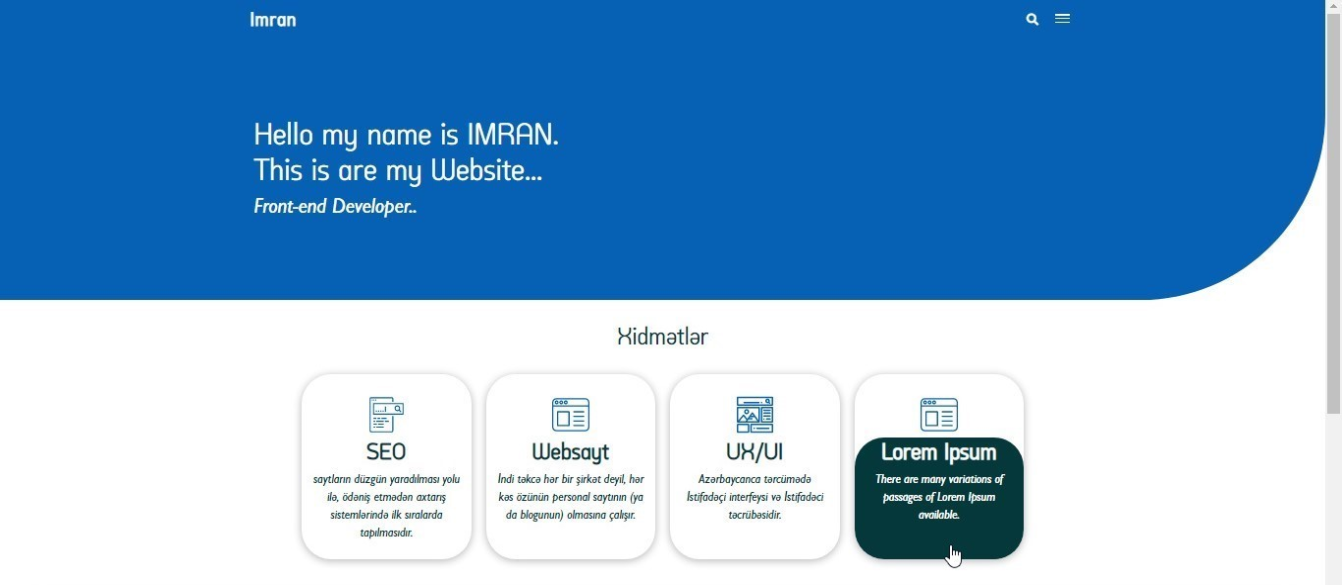 Imran
Hello my name is IMRAN.
This is are my Website...
Front-end Developer..
Xidmətlər
SEO
saytların düzgün yaradılması yolu
ilə, ödəniş etmədən axtarış
sistemlərində ilk sıralarda
tapılmasıdır.
Websayt
İndi təkcə hər bir şirkət deyil, hər
kəs özünün personal saytının (ya
da blogunun) olmasına çalışır.
UX/UI
Azərbaycanca tərcümədə
İstifadəçi interfeysi və İstifadəçi
təcrübəsidir.
Lorem Ipsum
There are many variations of
passages of Lorem Ipsum
available.